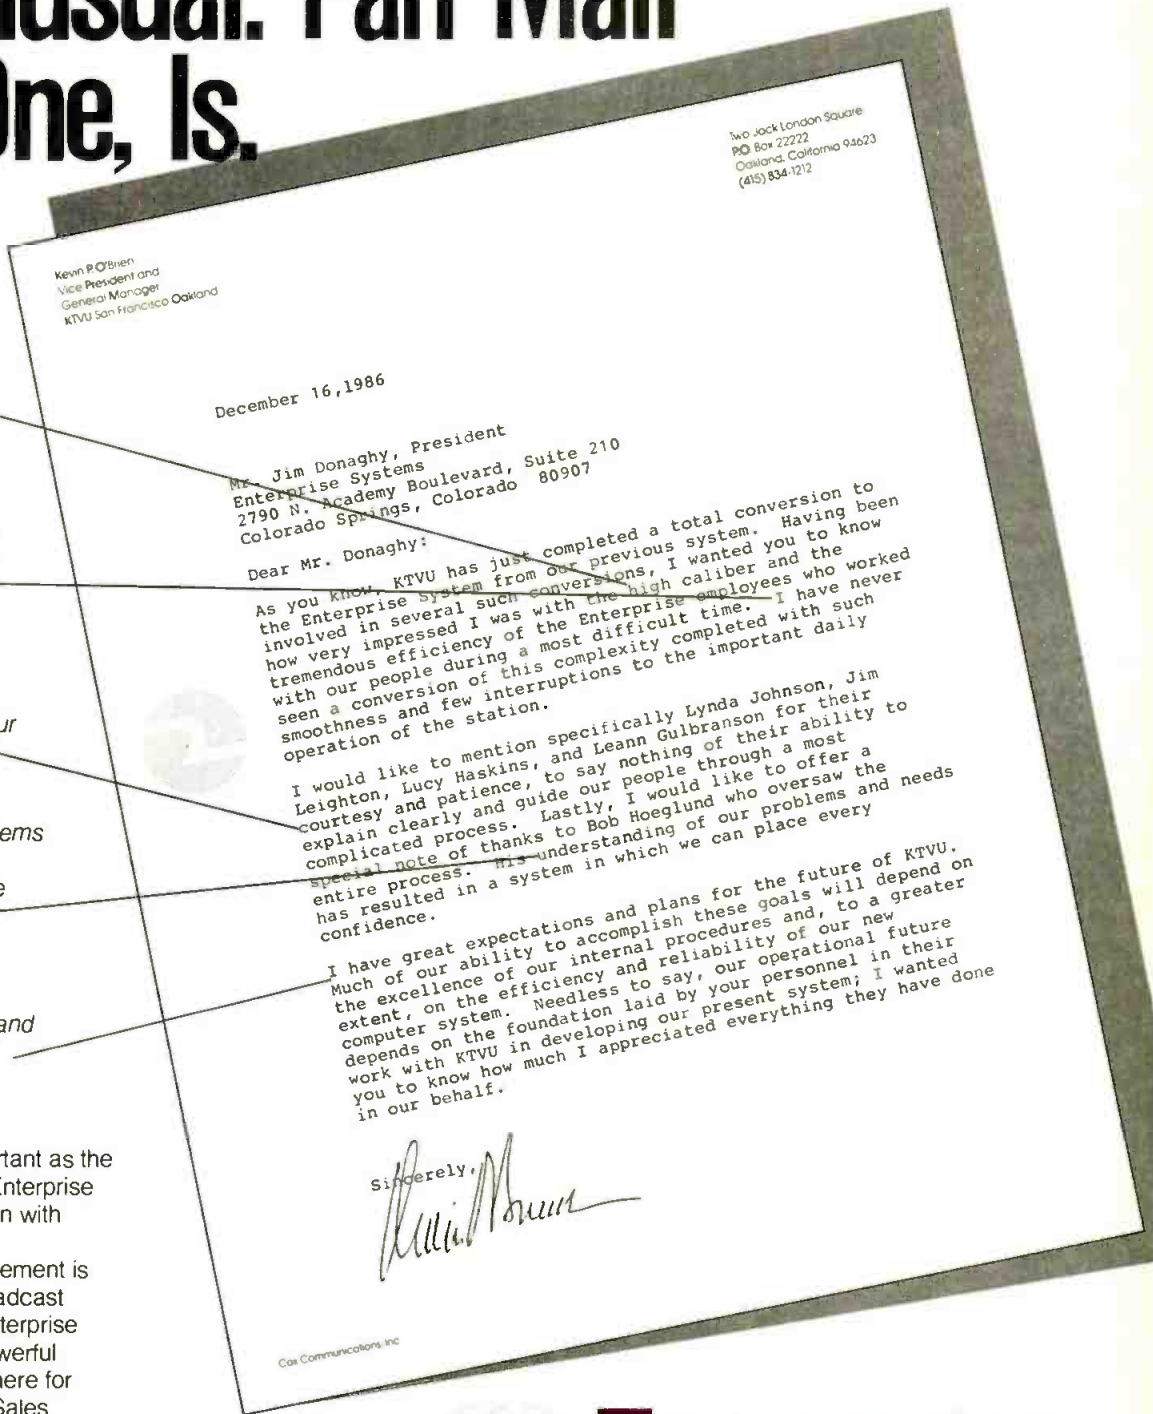 usual. Fan Mail
One, Is.
Two Jack London Square
P.O. Box 22222
Oakland, California 94623
(415) 834-1212
Kevin P. O'Brien
Vice President and
General Manager
KTVU San Francisco Oakland
December 16,1986
Mr. Jim Donaghy, President
Enterprise Systems
2790 N. Academy Boulevard, Suite 210
Colorado Springs, Colorado 80907
Dear Mr. Donaghy:
As you know, KTVU has just completed a total conversion to
the Enterprise System from our previous system. Having been
involved in several such conversions, I wanted you to know
how very impressed I was with the high caliber and the
tremendous efficiency of the Enterprise employees who worked
with our people during a most difficult time. I have never
seen a conversion of this complexity completed with such
smoothness and few interruptions to the important daily
operation of the station.
I would like to mention specifically Lynda Johnson, Jim
Leighton, Lucy Haskins, and Leann Gulbranson for their
courtesy and patience, to say nothing of their ability to
explain clearly and guide our people through a most
complicated process. Lastly, I would like to offer a
special note of thanks to Bob Hoeglund who oversaw the
entire process. His understanding of our problems and needs
has resulted in a system in which we can place every
confidence.
I have great expectations and plans for the future of KTVU.
Much of our ability to accomplish these goals will depend on
the excellence of our internal procedures and, to a greater
extent, on the efficiency and reliability of our new
computer system. Needless to say, our operational future
depends on the foundation laid by your personnel in their
work with KTVU in developing our present system; I wanted
you to know how much I appreciated everything they have done
in our behalf.
Sincerely,
Cox Communications, Inc
ur
ems
e
and
rtant as the
Enterprise
n with
ement is
adcast
terprise
werful
here for
Sales